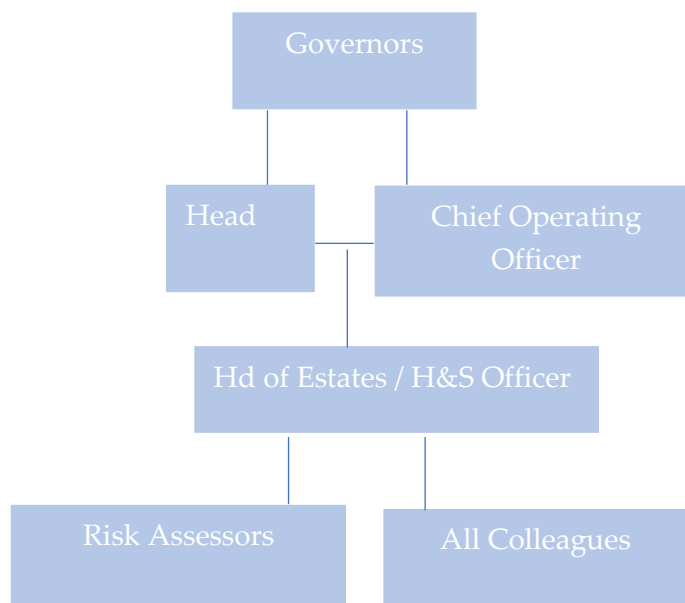 Governors
Head
Chief Operating
Officer
Hd of Estates / H&S Officer
Risk Assessors
All Colleagues